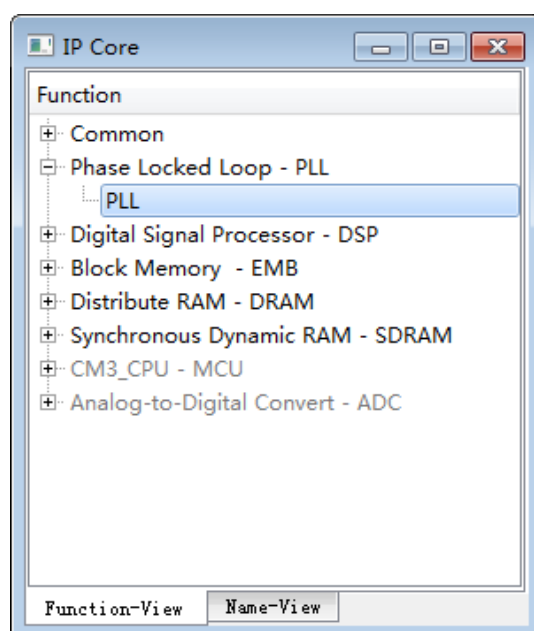 IP Core
Function
Common
Phase Locked Loop - PLL
PLL
Digital Signal Processor - DSP
Block Memory - EMB
Distribute RAM - DRAM
Synchronous Dynamic RAM - SDRAM
CM3_CPU - MCU
Analog-to-Digital Convert - ADC
Function-View Name-View